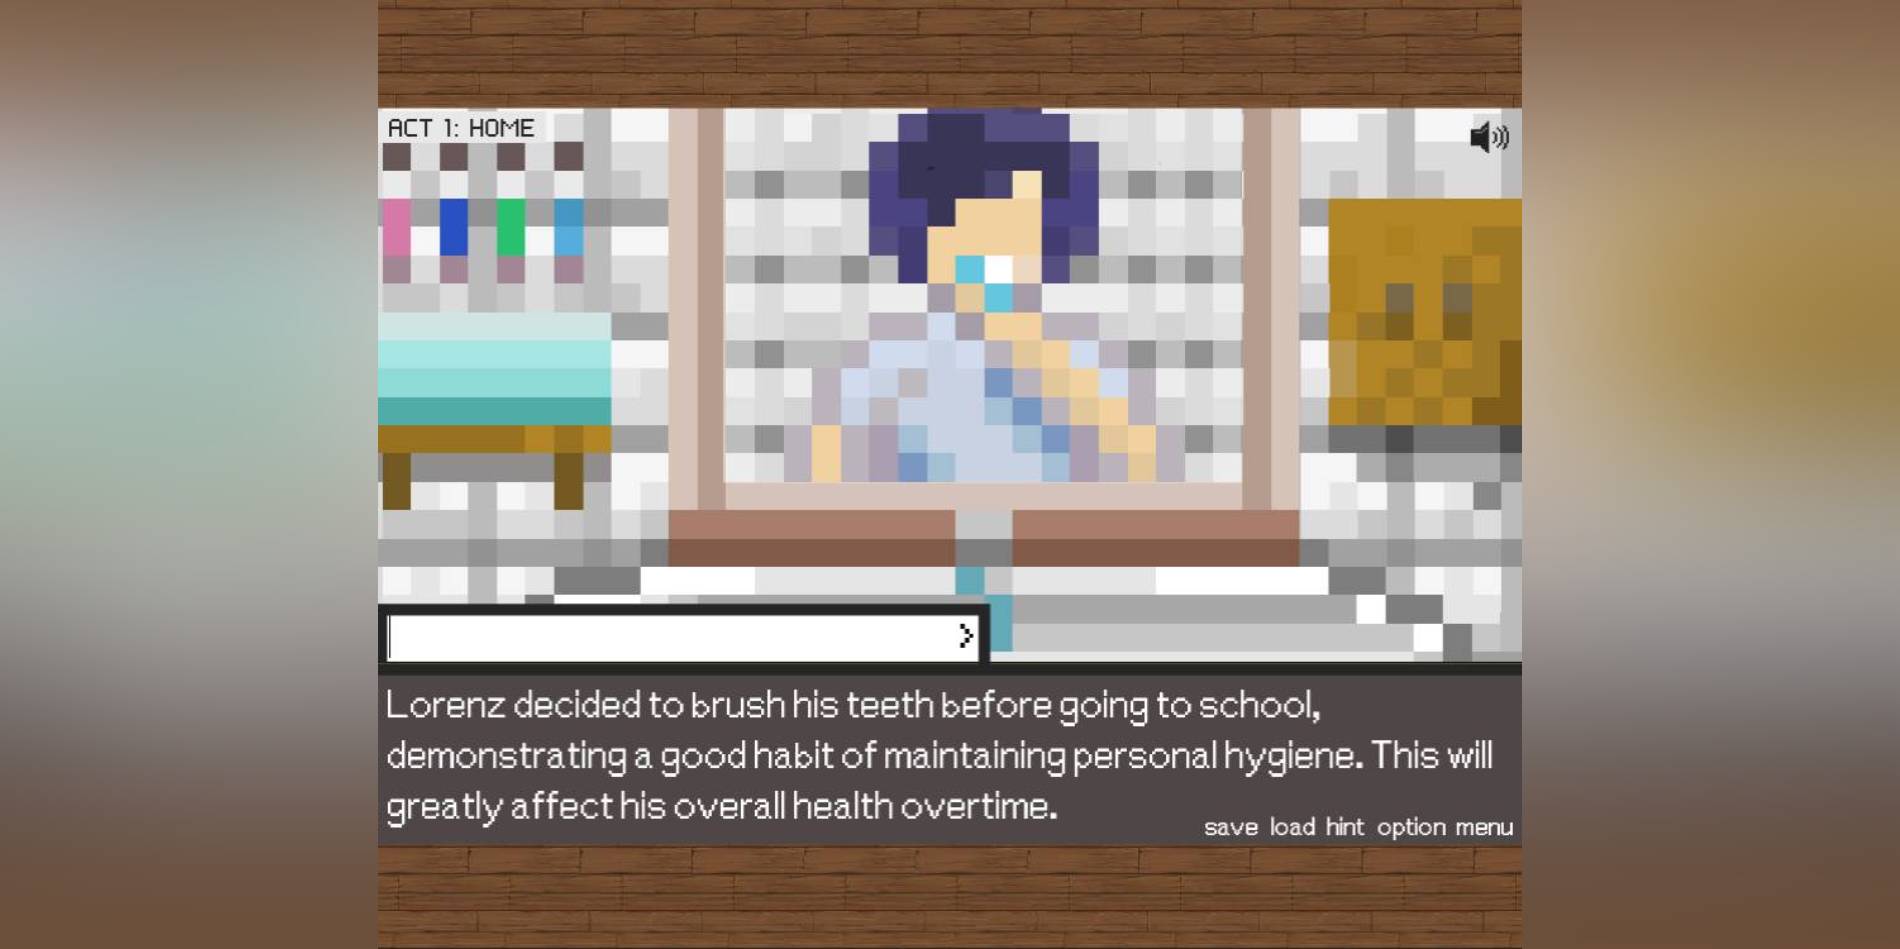 ACT 1: HOME
>
Lorenz decided to brush his teeth before going to school,
demonstrating a good habit of maintaining personal hygiene. This will
greatly affect his overall health overtime.
save load hint option menu